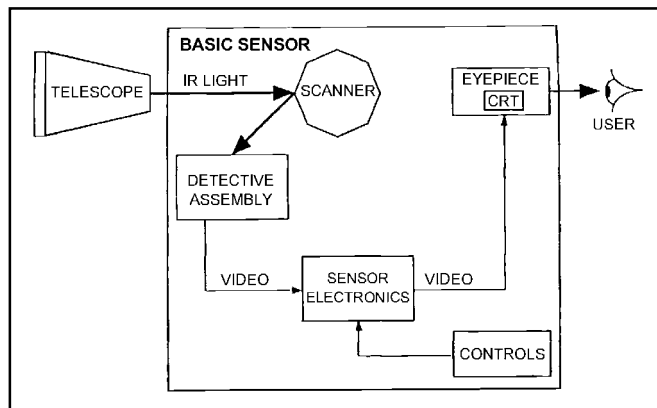 BASIC SENSOR
TELESCOPE
IR LIGHT
SCANNER
EYEPIECE
CRT
USER
DETECTIVE
ASSEMBLY
VIDEO
SENSOR
ELECTRONICS
VIDEO
CONTROLS